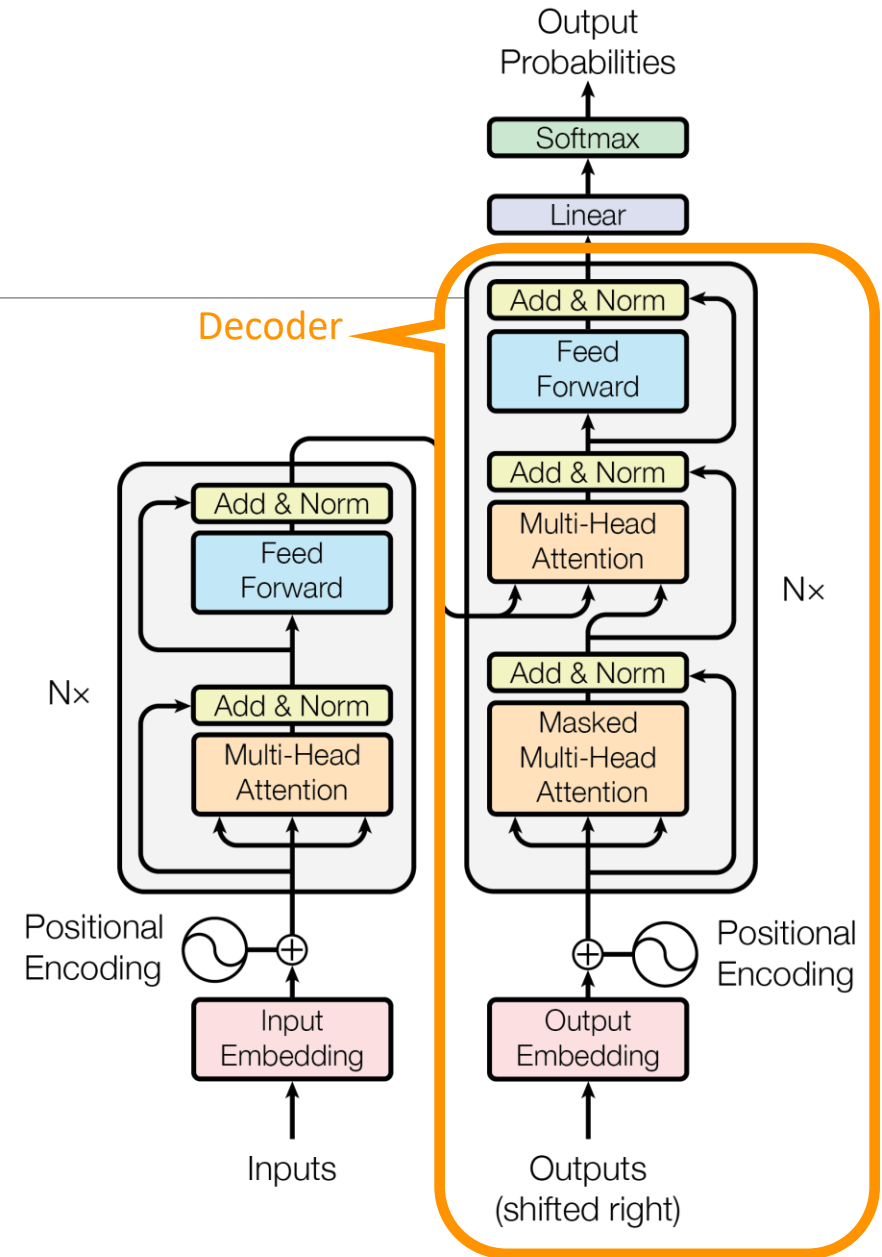 Output
Probabilities
Softmax
Linear
Decoder
Add & Norm
Feed
Forward
Add & Norm
Multi-Head
Attention
Nx
Add & Norm
Masked
Multi-Head
Attention
Positional
Encoding
Output
Embedding
Outputs
(shifted right)
Add & Norm
Feed
Forward
Nx
Add & Norm
Multi-Head
Attention
Positional
Encoding
Input
Embedding
Inputs